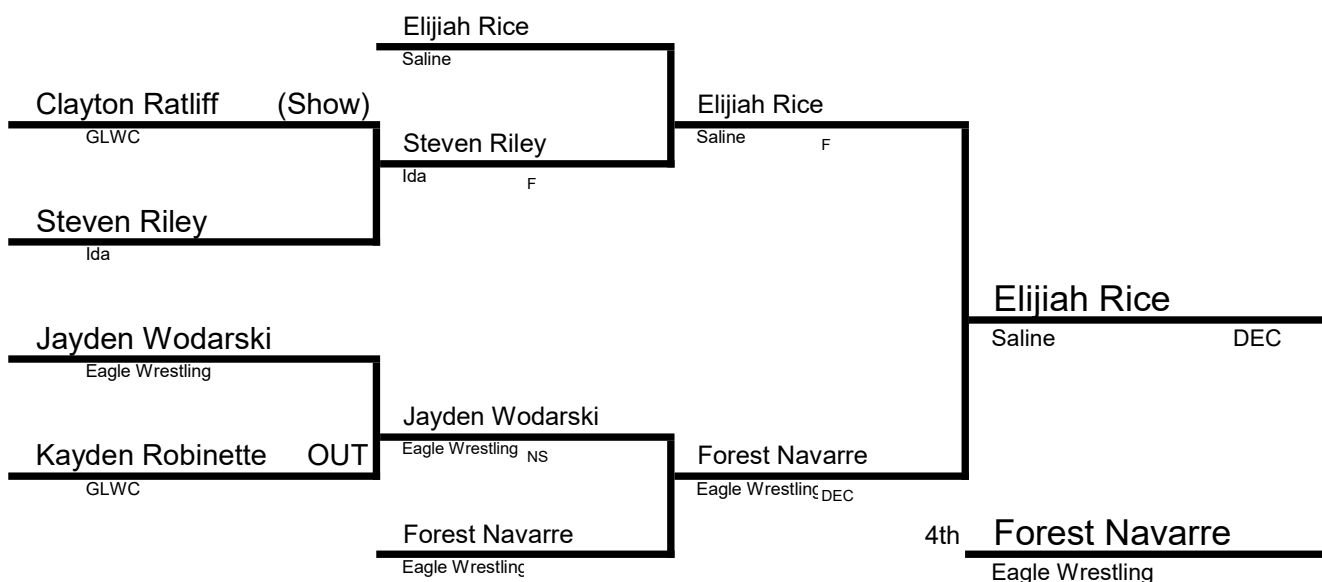 Elijiah Rice
Saline
Clayton Ratliff (Show)
GLWC
Elijiah Rice
Saline F
Steven Riley
Ida F
Steven Riley
Ida
Elijiah Rice
Saline DEC
Jayden Wodarski
Eagle Wrestling
Jayden Wodarski
Eagle Wrestling NS
Kayden Robinette OUT
GLWC
Forest Navarre
Eagle Wrestling DEC
Forest Navarre
Eagle Wrestling
4th Forest Navarre
Eagle Wrestling